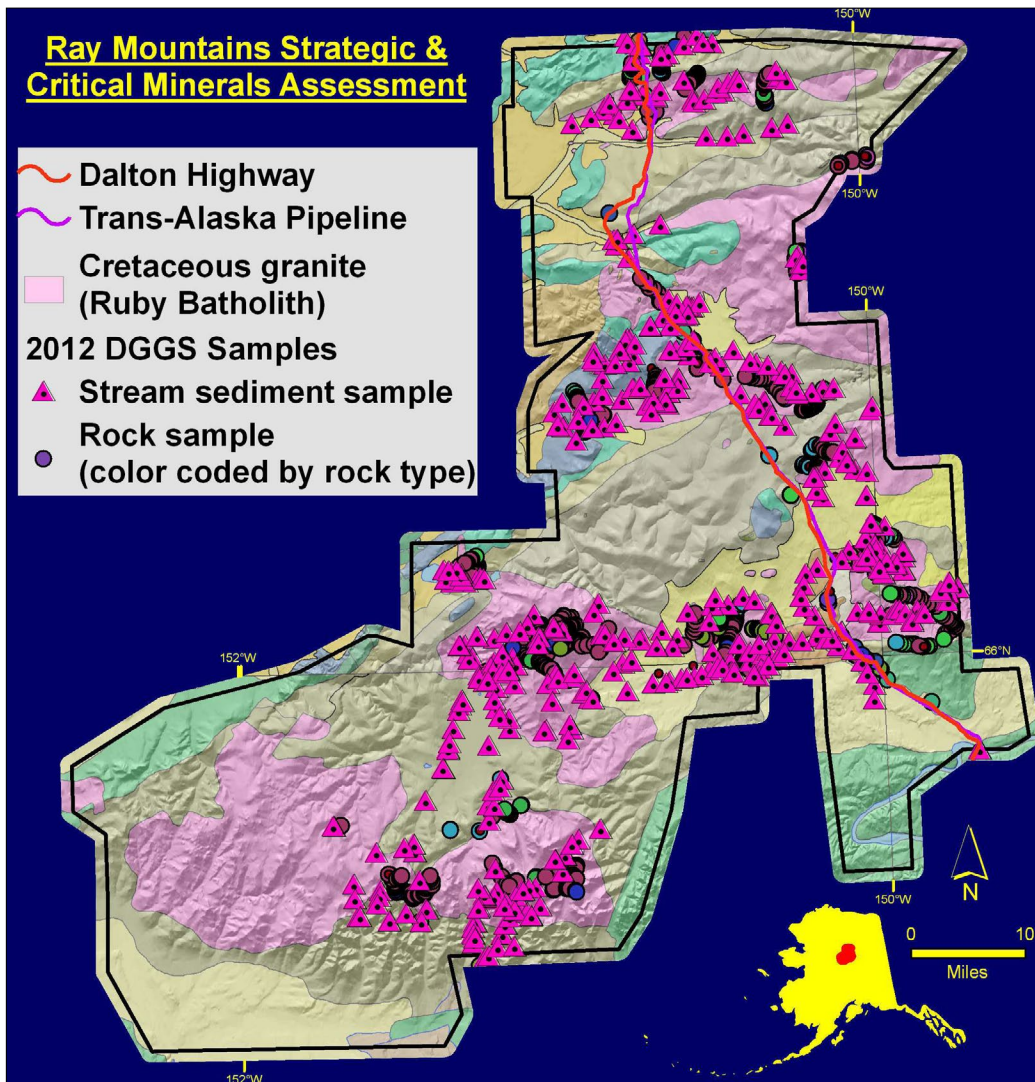 Ray Mountains Strategic &
Critical Minerals Assessment
Dalton Highway
Trans-Alaska Pipeline
Cretaceous granite
(Ruby Batholith)
2012 DGGS Samples
Stream sediment sample
Rock sample
(color coded by rock type)
150°W
150°W
150°W
152°W
66°N
150°W
N
0 10
Miles
152°W